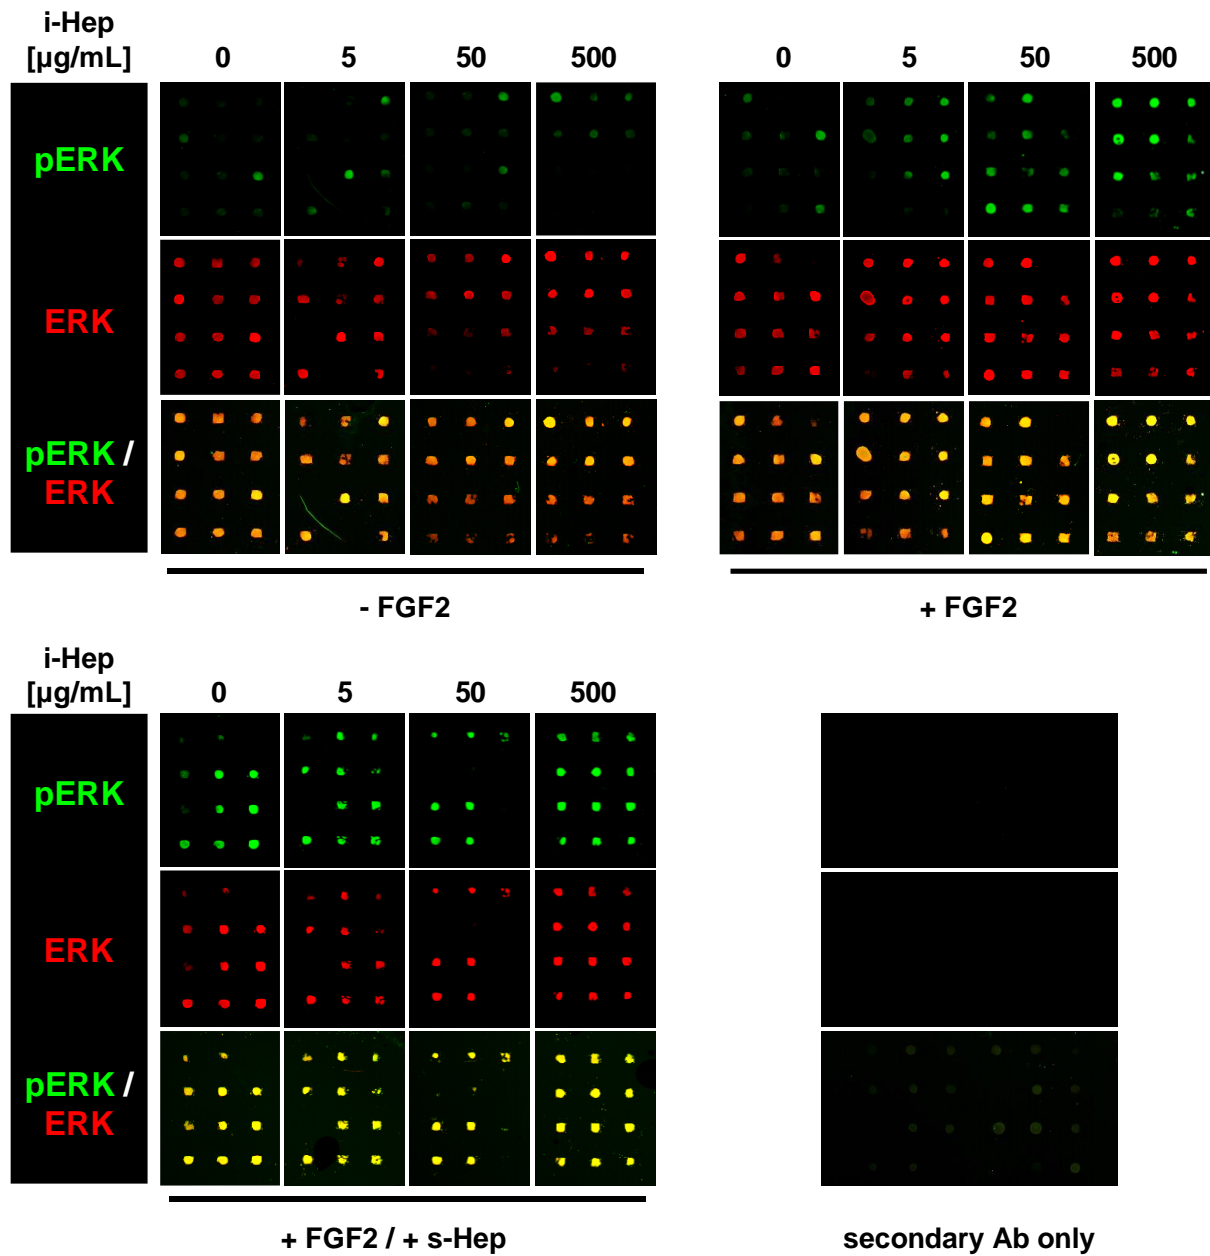 i-Hep
[µg/mL]
0 5 50 500
0 5 50 500
pERK
ERK
pERK /
ERK
- FGF2
+ FGF2
i-Hep
[µg/mL]
0 5 50 500
pERK
ERK
pERK /
ERK
+ FGF2 / + s-Hep
secondary Ab only